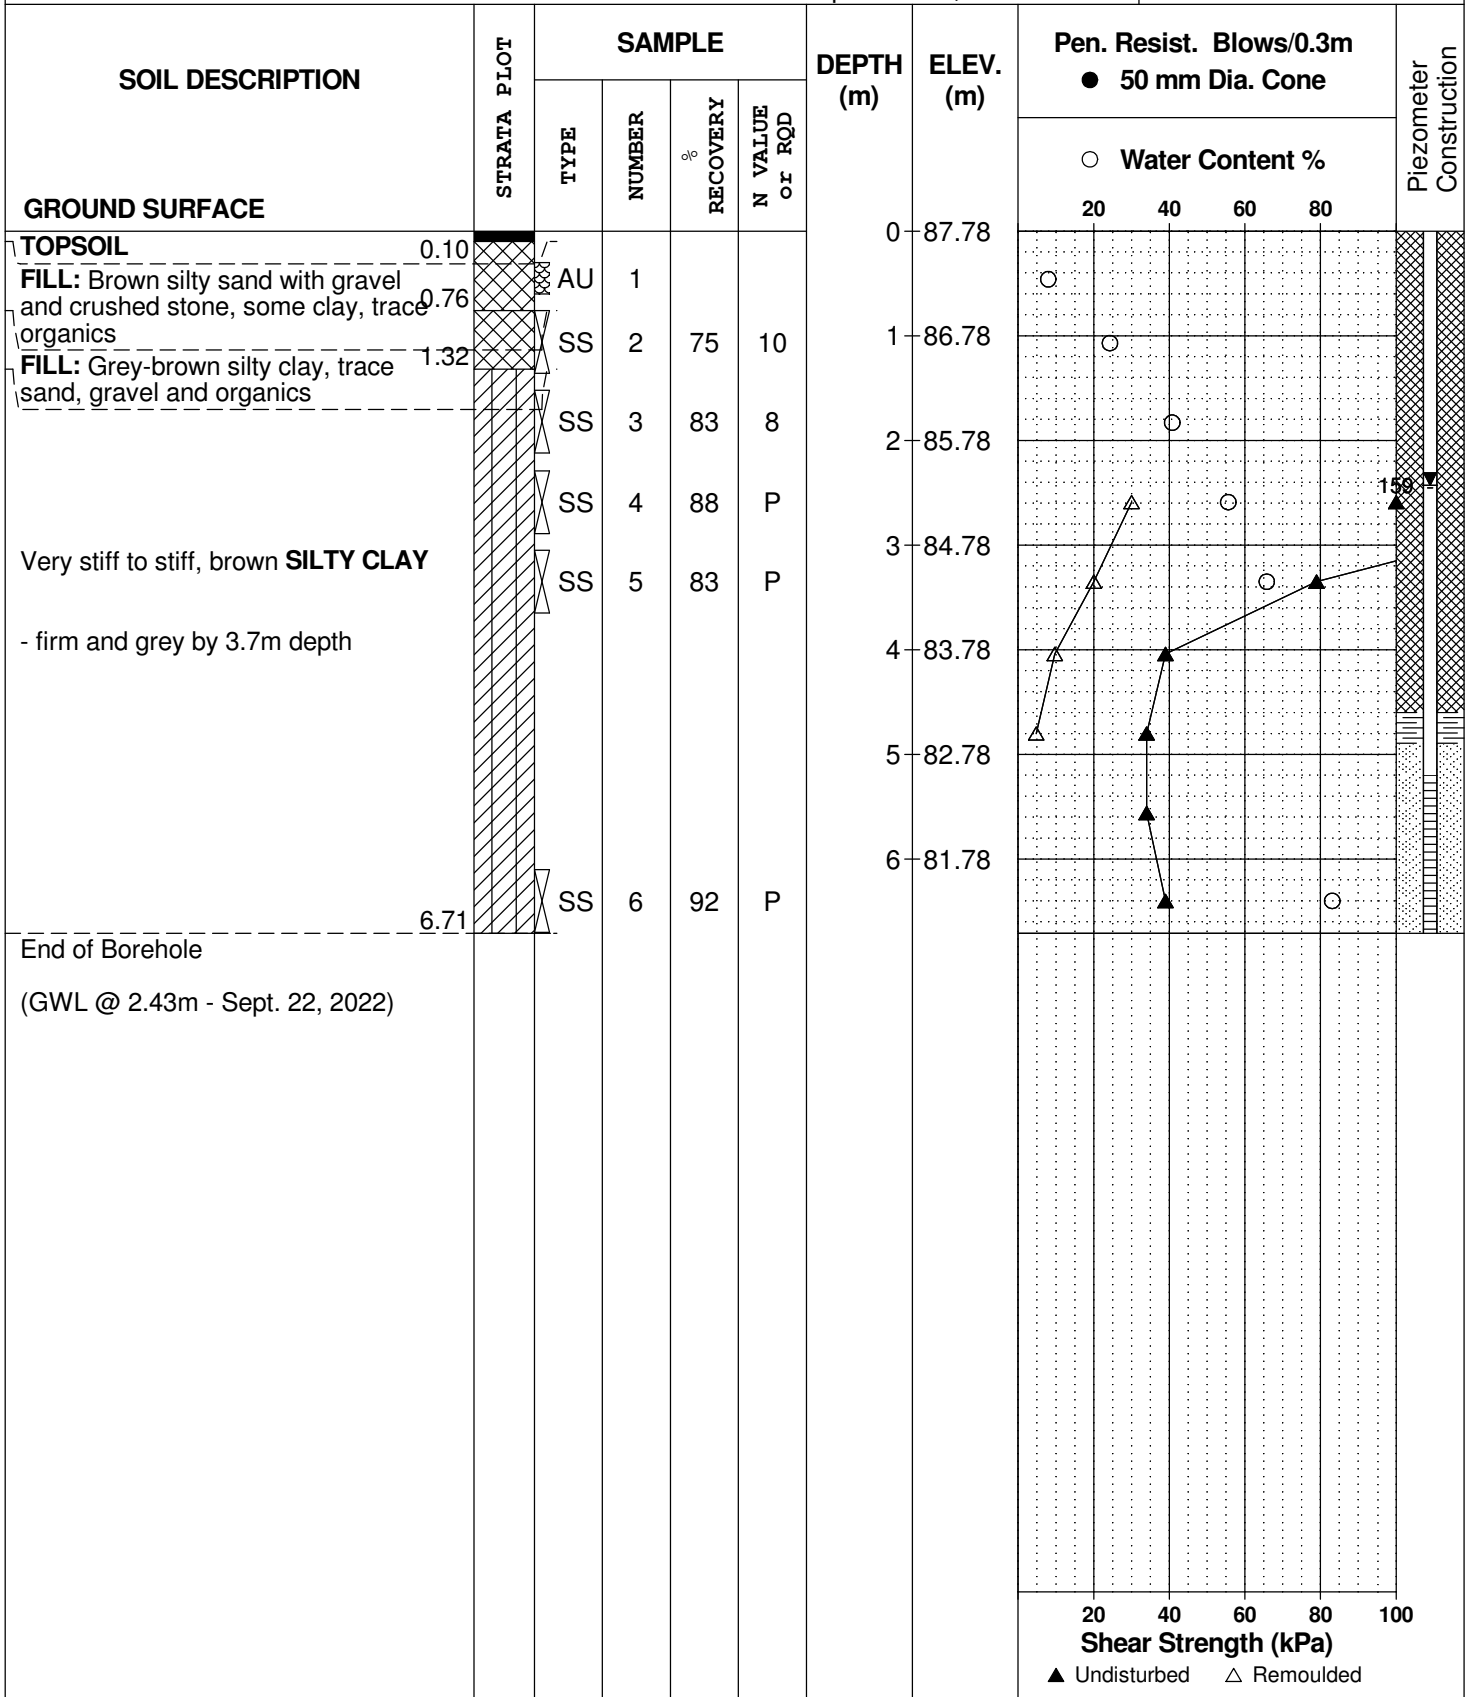 SOIL DESCRIPTION
GROUND SURFACE
STRATA PLOT
SAMPLE
TYPE
NUMBER
% RECOVERY
N VALUE or RQD
DEPTH (m)
ELEV. (m)
Pen. Resist. Blows/0.3m
● 50 mm Dia. Cone
○ Water Content %
20 40 60 80
Piezometer Construction
0 87.78
TOPSOIL 0.10
FILL: Brown silty sand with gravel
and crushed stone, some clay, trace
organics
0.76
AU 1
1 86.78
SS 2 75 10
1.32
FILL: Grey-brown silty clay, trace
sand, gravel and organics
SS 3 83 8
2 85.78
159
SS 4 88 P
3 84.78
Very stiff to stiff, brown SILTY CLAY
SS 5 83 P
- firm and grey by 3.7m depth
4 83.78
5 82.78
6 81.78
SS 6 92 P
6.71
End of Borehole
(GWL @ 2.43m - Sept. 22, 2022)
20 40 60 80 100
Shear Strength (kPa)
▲ Undisturbed △ Remoulded